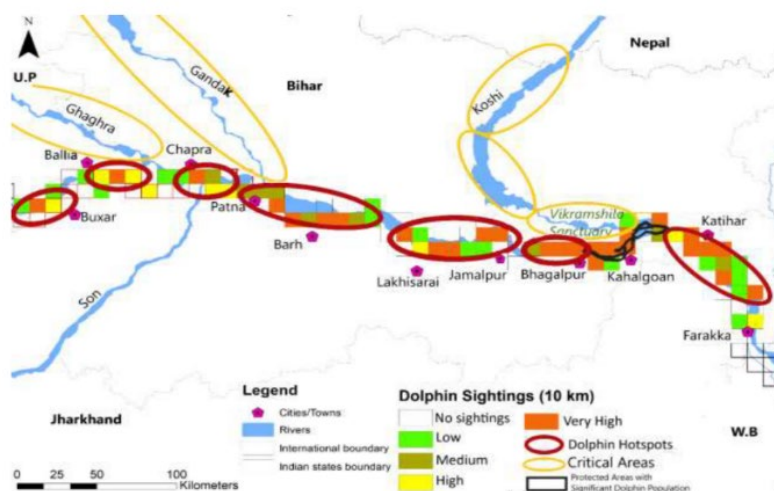 N
Nepal
U.P
Bihar
Gandak
Koshi
Ghaghra
Ballia
Chapra
Vikramshila
Sanctuary
Katihar
Patna
Buxar
Barh
Lakhisarai
Jamalpur
Bhagalpur
Kahalgoan
Son
Farakka
Legend
Cities/Towns
Rivers
International boundary
Indian states boundary
Dolphin Sightings (10 km)
No sightings
Low
Medium
High
Very High
Dolphin Hotspots
Critical Areas
Protected Areas with
Significant Dolphin Population
Jharkhand
W.B
0 25 50 100
Kilometers